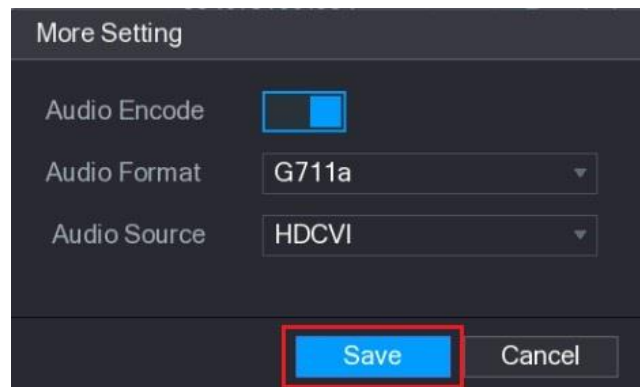 More Setting
Audio Encode
Audio Format G711a
Audio Source HDCVI
Save Cancel